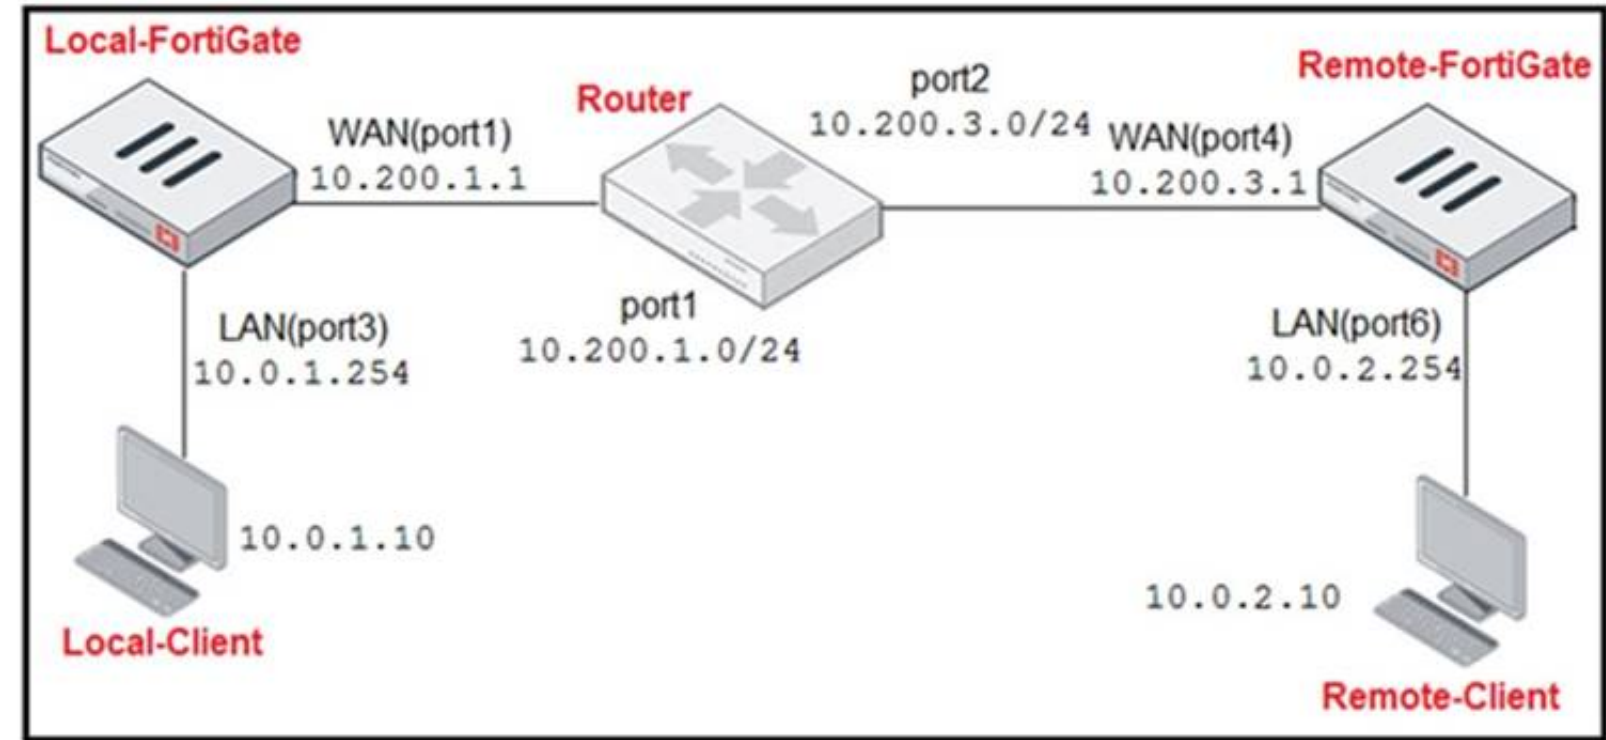 Local-FortiGate
WAN(port1)
10.200.1.1
Router
port2
10.200.3.0/24
WAN(port4)
10.200.3.1
Remote-FortiGate
LAN(port3)
10.0.1.254
port1
10.200.1.0/24
LAN(port6)
10.0.2.254
10.0.1.10
Local-Client
10.0.2.10
Remote-Client